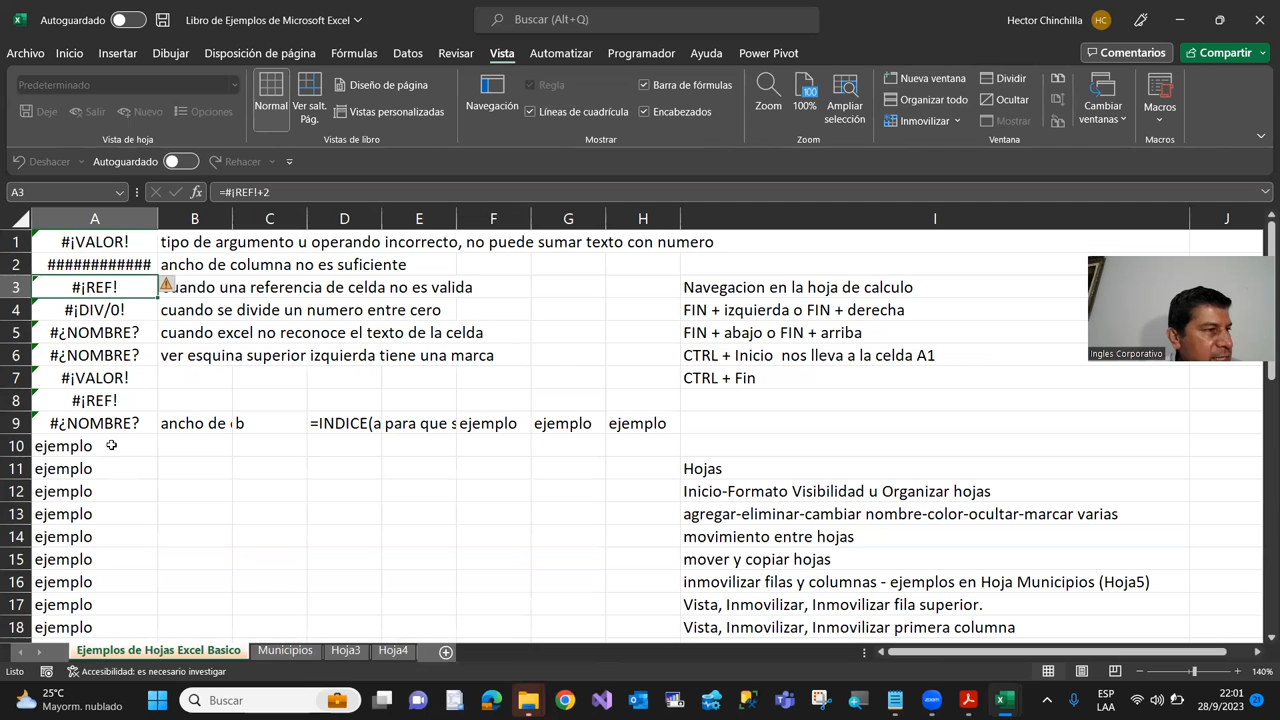 Autoguardado Libro de Ejemplos de Microsoft Excel Buscar (Alt+Q) Hector Chinchilla HC
Archivo Inicio Insertar Dibujar Disposición de página Fórmulas Datos Revisar Vista Automatizar Programador Ayuda Power Pivot Comentarios Compartir
Predeterminado
Deje Salir Nuevo Opciones
Vista de hoja
Normal
Ver salt. Pág.
Diseño de página
Vistas personalizadas
Vistas de libro
Navegación
Regla Barra de fórmulas
Líneas de cuadrícula Encabezados
Mostrar
Zoom 100% Ampliar selección
Zoom
Nueva ventana
Organizar todo
Inmovilizar
Dividir
Ocultar
Mostrar
Cambiar ventanas
Ventana
Macros
Macros
Deshacer Autoguardado Rehacer
A3 fx =#¡REF!+2
A B C D E F G H I J
1 #¡VALOR! tipo de argumento u operando incorrecto, no puede sumar texto con numero
2 ############ ancho de columna no es suficiente
3 #¡REF! cuando una referencia de celda no es valida Navegacion en la hoja de calculo
4 #¡DIV/0! cuando se divide un numero entre cero FIN + izquierda o FIN + derecha
5 #¿NOMBRE? cuando excel no reconoce el texto de la celda FIN + abajo o FIN + arriba
6 #¿NOMBRE? ver esquina superior izquierda tiene una marca CTRL + Inicio nos lleva a la celda A1
7 #¡VALOR! CTRL + Fin
8 #¡REF!
9 #¿NOMBRE? ancho de b =INDICE(a para que s ejemplo ejemplo ejemplo
10 ejemplo
11 ejemplo Hojas
12 ejemplo Inicio-Formato Visibilidad u Organizar hojas
13 ejemplo agregar-eliminar-cambiar nombre-color-ocultar-marcar varias
14 ejemplo movimiento entre hojas
15 ejemplo mover y copiar hojas
16 ejemplo inmovilizar filas y columnas - ejemplos en Hoja Municipios (Hoja5)
17 ejemplo Vista, Inmovilizar, Inmovilizar fila superior.
18 ejemplo Vista, Inmovilizar, Inmovilizar primera columna
Ingles Corporativo
Ejemplos de Hojas Excel Basico Municipios Hoja3 Hoja4
Listo Accesibilidad: es necesario investigar 140%
25°C
Mayorm. nublado
Buscar
ESP
LAA
22:01
28/9/2023